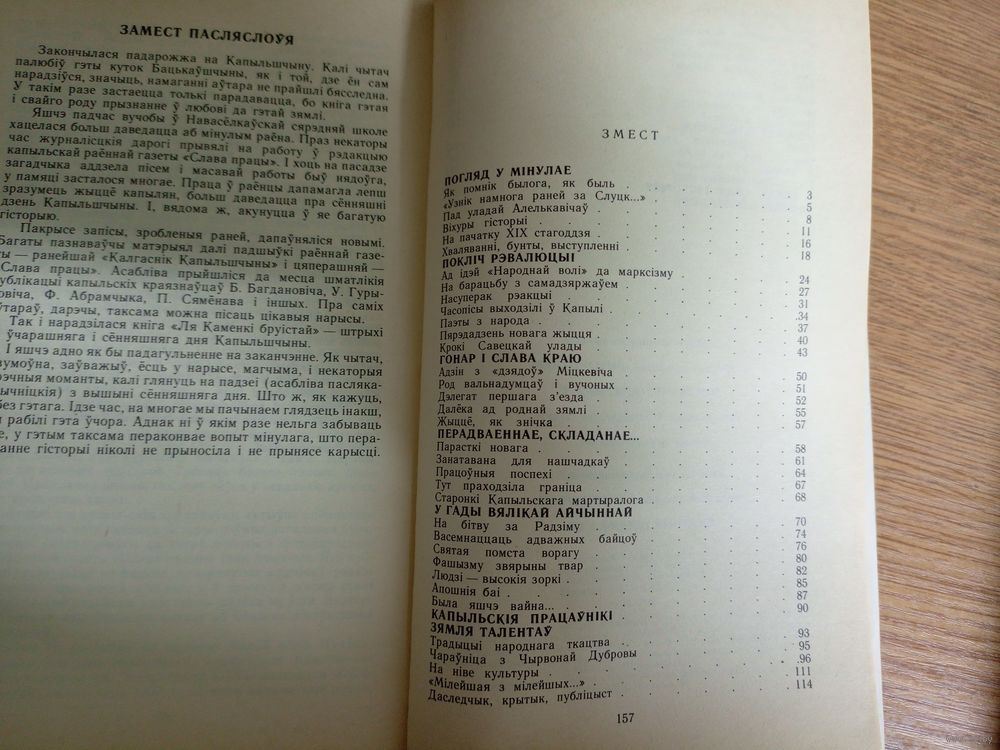 ЗАМЕСТ ПАСЛЯСЛОЎЯ
Закончылася падарожжа на Капыльшчыну. Калі чытач
палюбіў гэты куток Бацькаўшчыны, як і той, дзе ён сам
нарадзіўся, значыць, намаганні аўтара не прайшлі бясследна.
У такім разе застаецца толькі парадавацца, бо кніга гэтая
і свайго роду прызнанне ў любові да гэтай зямлі.
Яшчэ падчас вучобы ў Навасёлкаўскай сярэдняй школе
хацелася больш даведацца аб мінулым раёна. Праз некаторы
час журналісцкія дарогі прывялі на работу ў рэдакцыю
капыльскай раённай газеты «Слава працы». І хоць на пасадзе
загадчыка аддзела пісем і масавай работы быў нядоўга,
у памяці засталося многае. Праца ў раёнцы дапамагла лепш
зразумець жыццё капылян, больш даведацца пра сённяшні
дзень Капыльшчыны. І, вядома ж, акунуцца ў яе багатую
гісторыю.
Пакрысе запісы, зробленыя раней, дапаўняліся новымі.
Багаты пазнаваўчы матэрыял далі падшыўкі раённай газе-
ты — ранейшай «Калгаснік Капыльшчыны» і цяперашняй —
Слава працы». Асабліва прыйшліся да месца шматлікія
ублікацыі капыльскіх краязнаўцаў Б. Багдановіча, У. Гуры-
овіча, Ф. Абрамчыка, П. Сямёнава і іншых. Пра саміх
ўтараў, дарэчы, таксама можна пісаць цікавыя нарысы.
Так і нарадзілася кніга «Ля Каменкі бруістай» — штрыхі
ўчарашняга і сённяшняга дня Капыльшчыны.
І яшчэ адно як бы падагульненне на заканчэнне. Як чытач,
зумоўна, заўважыў, ёсць у нарысе, магчыма, і некаторыя
рэчныя моманты, калі глянуць на падзеі (асабліва пасляка-
ычніцкія) з вышыні сённяшняга дня. Што ж, як кажуць,
без гэтага. Ідзе час, на многае мы пачынаем глядзець інакш,
і рабілі гэта ўчора. Аднак ні ў якім разе нельга забываць
е, у гэтым таксама пераконвае вопыт мінулага, што пера-
анне гісторыі ніколі не прыносіла і не прынясе карысці.
ЗМЕСТ
ПОГЛЯД У МІНУЛАЕ
Як помнік былога, як быль . . . 3
«Узнік намнога раней за Слуцк...» . . . 5
Пад уладай Алелькавічаў . . . 8
Віхуры гісторыі . . . 11
На пачатку XIX стагоддзя . . . 16
Хваляванні, бунты, выступленні . . . 18
ПОКЛІЧ РЭВАЛЮЦЫІ
Ад ідэй «Народнай волі» да марксізму . . . 24
На барацьбу з самадзяржаўем . . . 27
Насуперак рэакцыі . . . 31
Часопісы выходзілі ў Капылі . . . 34
Паэты з народа . . . 37
Пярэдадзень новага жыцця . . . 40
Крокі Савецкай улады . . . 43
ГОНАР І СЛАВА КРАЮ
Адзін з «дзядоў» Міцкевіча . . . 50
Род вальнадумцаў і вучоных . . . 51
Дэлегат першага з'езда . . . 52
Далёка ад роднай зямлі . . . 55
Жыццё, як знічка . . . 57
ПЕРАДВАЕННАЕ, СКЛАДАНАЕ...
Парасткі новага . . . 58
Занатавана для нашчадкаў . . . 61
Працоўныя поспехі . . . 64
Тут праходзіла граніца . . . 67
Старонкі Капыльскага мартыралога . . . 68
У ГАДЫ ВЯЛІКАЙ АЙЧЫННАЙ
На бітву за Радзіму . . . 70
Васемнаццаць адважных байцоў . . . 74
Святая помста ворагу . . . 76
Фашызму звярыны твар . . . 80
Людзі — высокія зоркі . . . 82
Апошнія баі . . . 85
Была яшчэ вайна... . . . 87
КАПЫЛЬСКІЯ ПРАЦАЎНІКІ . . . 90
ЗЯМЛЯ ТАЛЕНТАЎ
Традыцыі народнага ткацтва . . . 93
Чараўніца з Чырвонай Дубровы . . . 95
На ніве культуры . . . 96
«Мілейшая з мілейшых...» . . . 111
Даследчык, крытык, публіцыст . . . 114
157